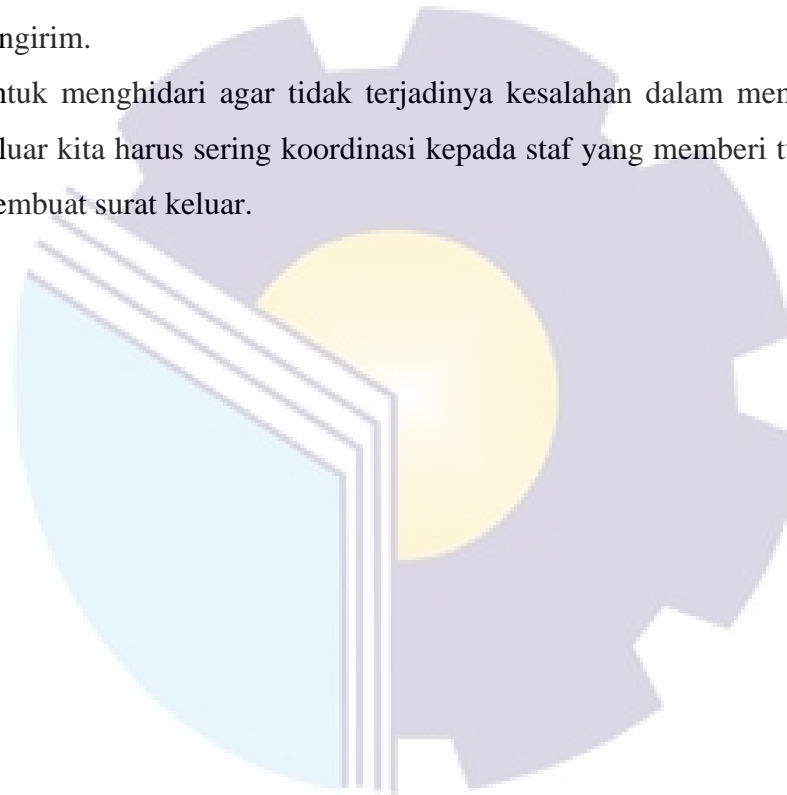 ngirim.
ntuk menghidari agar tidak terjadinya kesalahan dalam men
luar kita harus sering koordinasi kepada staf yang memberi tu
embuat surat keluar.